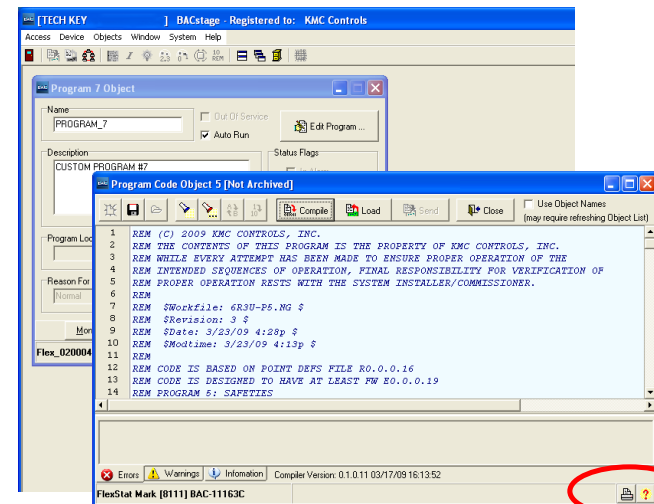 [TECH KEY ] BACstage - Registered to: KMC Controls
Access Device Objects Window System Help
Program 7 Object
Name
PROGRAM_7
Out Of Service
Auto Run
Edit Program ...
Description
CUSTOM PROGRAM #7
Status Flags
Program Code Object 5 [Not Archived]
Compile Load Send Close
Use Object Names
(may require refreshing Object List)
Program Loc
Reason For
Normal
Mon
Flex_020004
1 REM (C) 2009 KMC CONTROLS, INC.
2 REM THE CONTENTS OF THIS PROGRAM IS THE PROPERTY OF KMC CONTROLS, INC.
3 REM WHILE EVERY ATTEMPT HAS BEEN MADE TO ENSURE PROPER OPERATION OF THE
4 REM INTENDED SEQUENCES OF OPERATION, FINAL RESPONSIBILITY FOR VERIFICATION OF
5 REM PROPER OPERATION RESTS WITH THE SYSTEM INSTALLER/COMMISSIONER.
6 REM
7 REM $Workfile: 6R3U-P5.NG $
8 REM $Revision: 3 $
9 REM $Date: 3/23/09 4:28p $
10 REM $Modtime: 3/23/09 4:13p $
11 REM
12 REM CODE IS BASED ON POINT DEFS FILE R0.0.0.16
13 REM CODE IS DESIGNED TO HAVE AT LEAST FW E0.0.0.19
14 REM PROGRAM 5: SAFETIES
Errors Warnings Infomation Compiler Version: 0.1.0.11 03/17/09 16:13:52
FlexStat Mark [8111] BAC-11163C